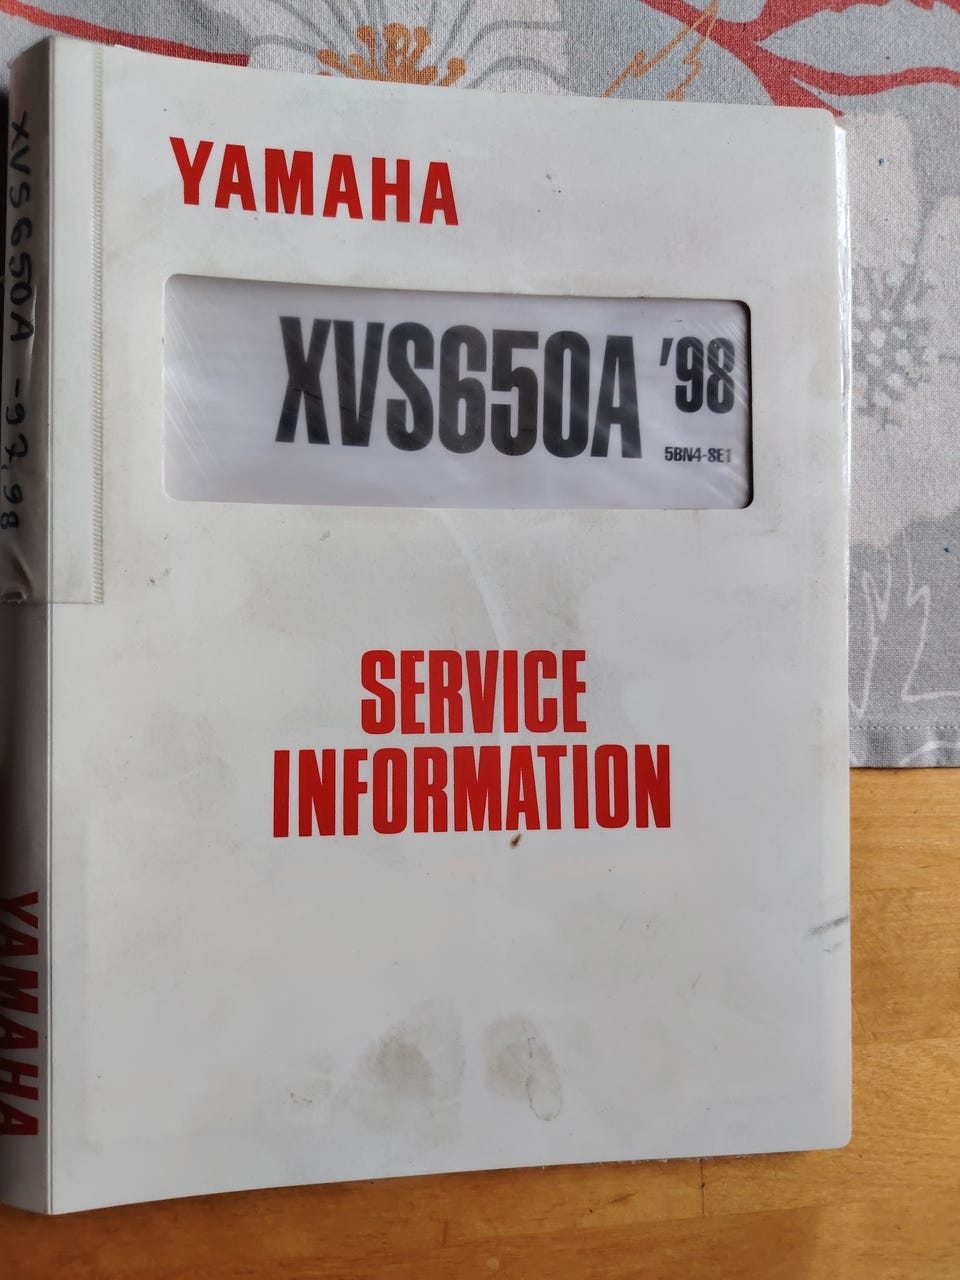 YAMAHA
XVS650A '98
5BN4-SE1
SERVICE
INFORMATION
XVS650A - 97,98
YAMAHA